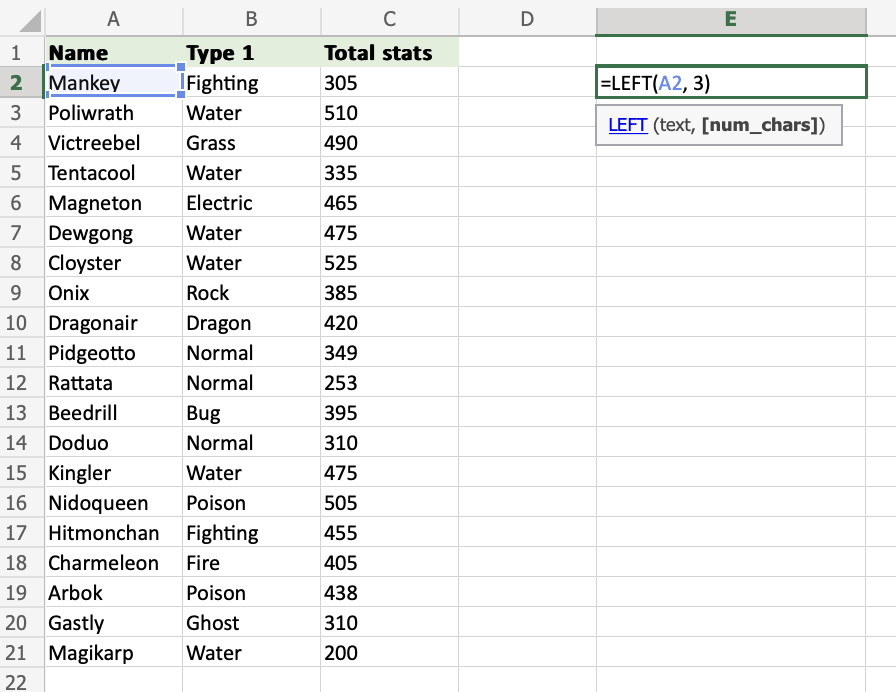 A B C D E
1 Name Type 1 Total stats
2 Mankey Fighting 305 =LEFT(A2, 3)
3 Poliwrath Water 510 LEFT (text, [num_chars])
4 Victreebel Grass 490
5 Tentacool Water 335
6 Magneton Electric 465
7 Dewgong Water 475
8 Cloyster Water 525
9 Onix Rock 385
10 Dragonair Dragon 420
11 Pidgeotto Normal 349
12 Rattata Normal 253
13 Beedrill Bug 395
14 Doduo Normal 310
15 Kingler Water 475
16 Nidoqueen Poison 505
17 Hitmonchan Fighting 455
18 Charmeleon Fire 405
19 Arbok Poison 438
20 Gastly Ghost 310
21 Magikarp Water 200
22